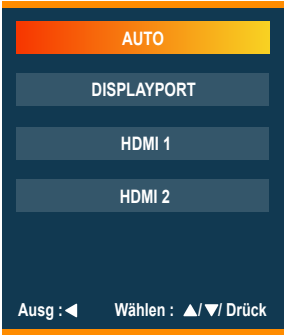 AUTO
DISPLAYPORT
HDMI 1
HDMI 2
Ausg :◀ Wählen : ▲/▼/ Drück